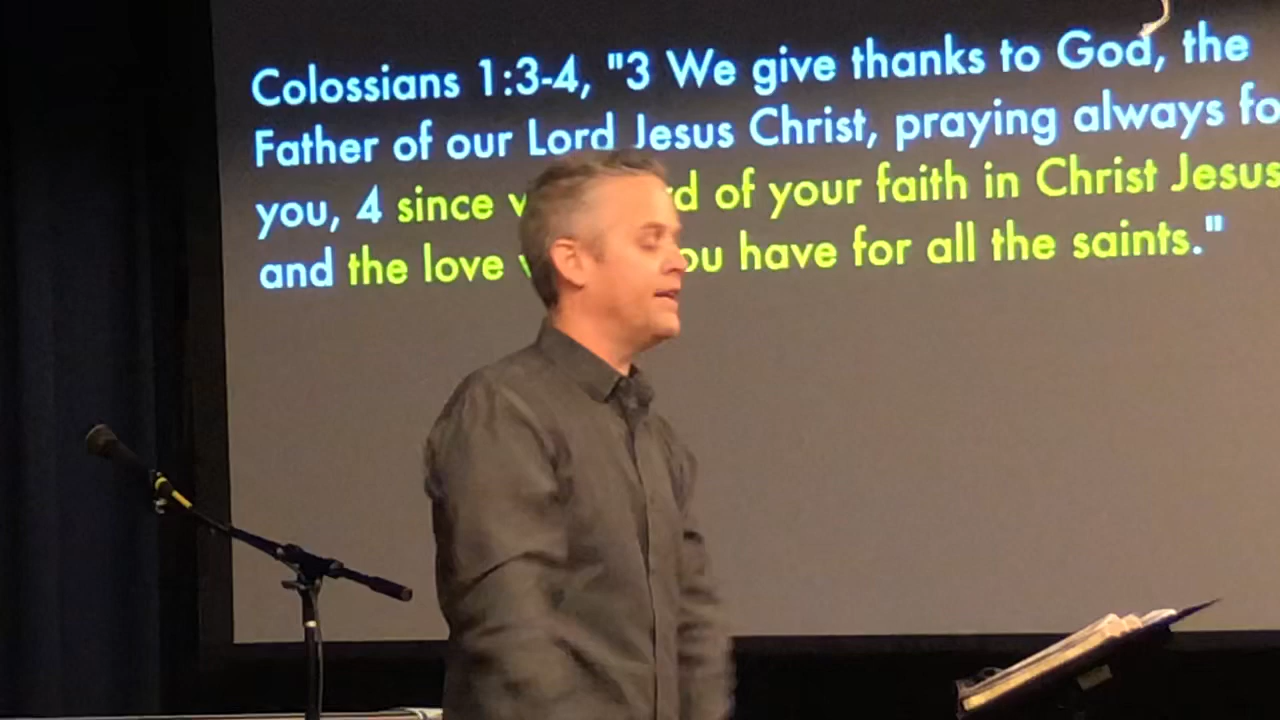 Colossians 1:3-4, "3 We give thanks to God, the
Father of our Lord Jesus Christ, praying always
you, 4 since of your faith in Christ Jesus
and the love have for all the saints."